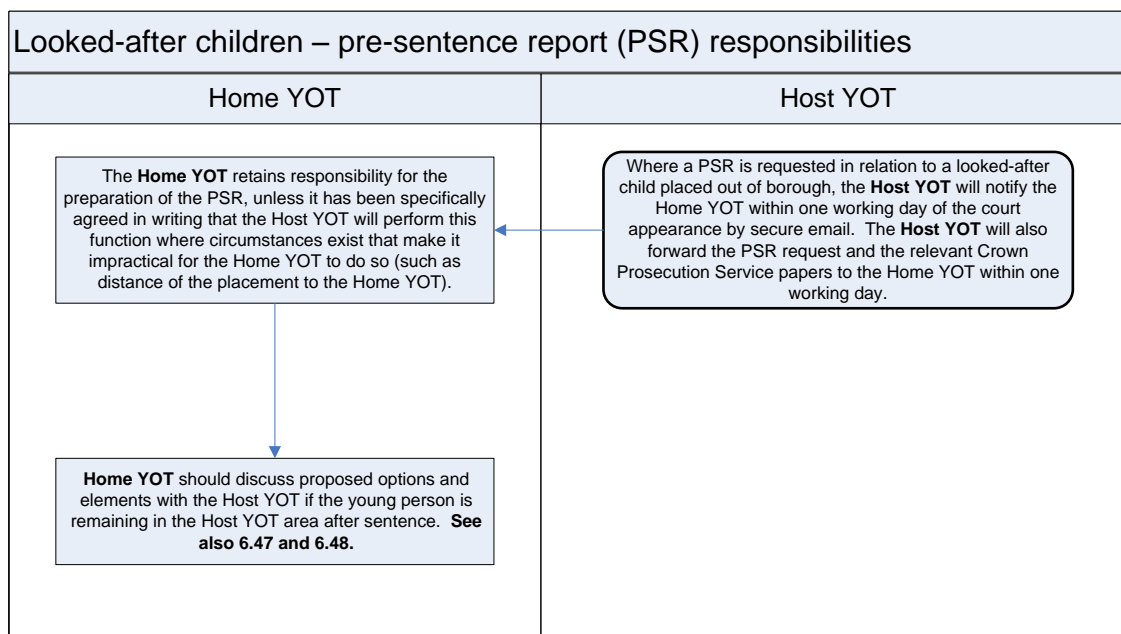 Looked-after children – pre-sentence report (PSR) responsibilities
Home YOT
Host YOT
The Home YOT retains responsibility for the
preparation of the PSR, unless it has been specifically
agreed in writing that the Host YOT will perform this
function where circumstances exist that make it
impractical for the Home YOT to do so (such as
distance of the placement to the Home YOT).
Where a PSR is requested in relation to a looked-after
child placed out of borough, the Host YOT will notify the
Home YOT within one working day of the court
appearance by secure email.  The Host YOT will also
forward the PSR request and the relevant Crown
Prosecution Service papers to the Home YOT within one
working day.
Home YOT should discuss proposed options and
elements with the Host YOT if the young person is
remaining in the Host YOT area after sentence.  See
also 6.47 and 6.48.